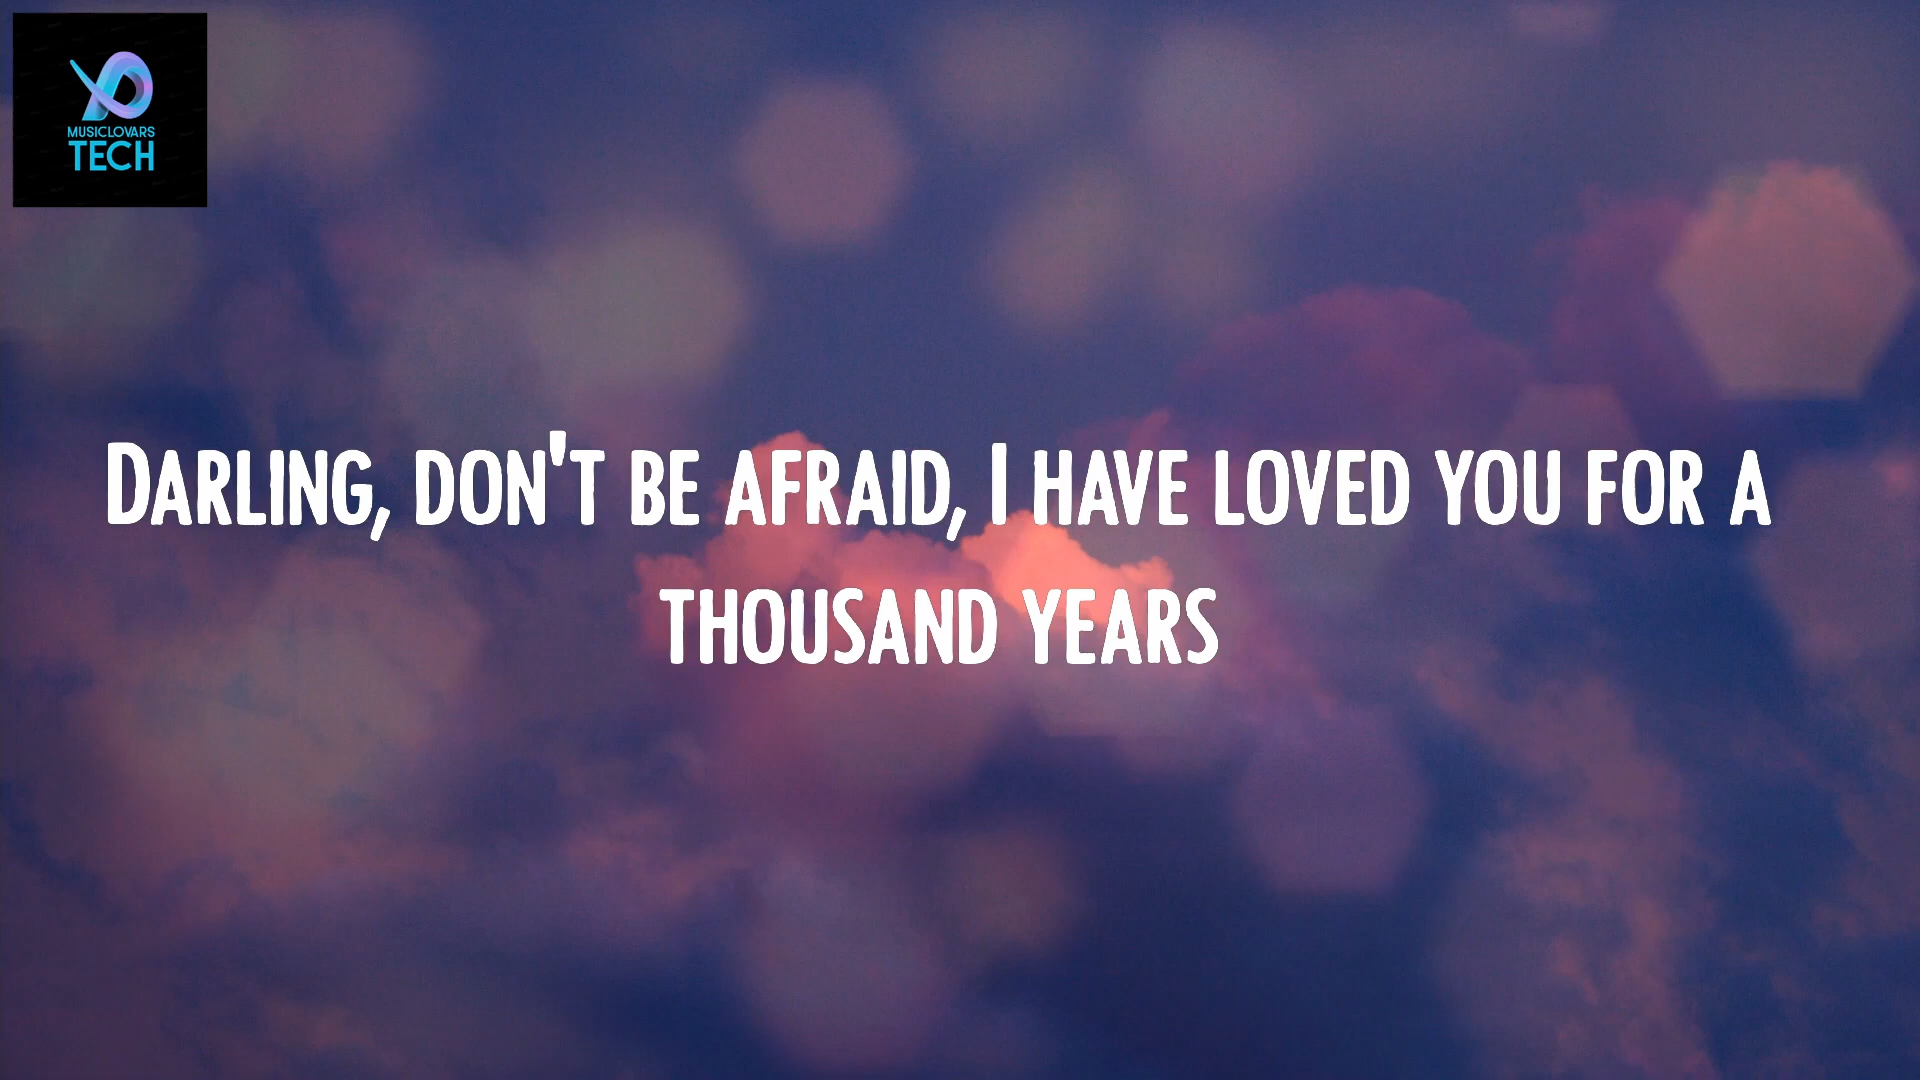 MUSICLOVARS
TECH
DARLING, DON'T BE AFRAID, I HAVE LOVED YOU FOR A
THOUSAND YEARS